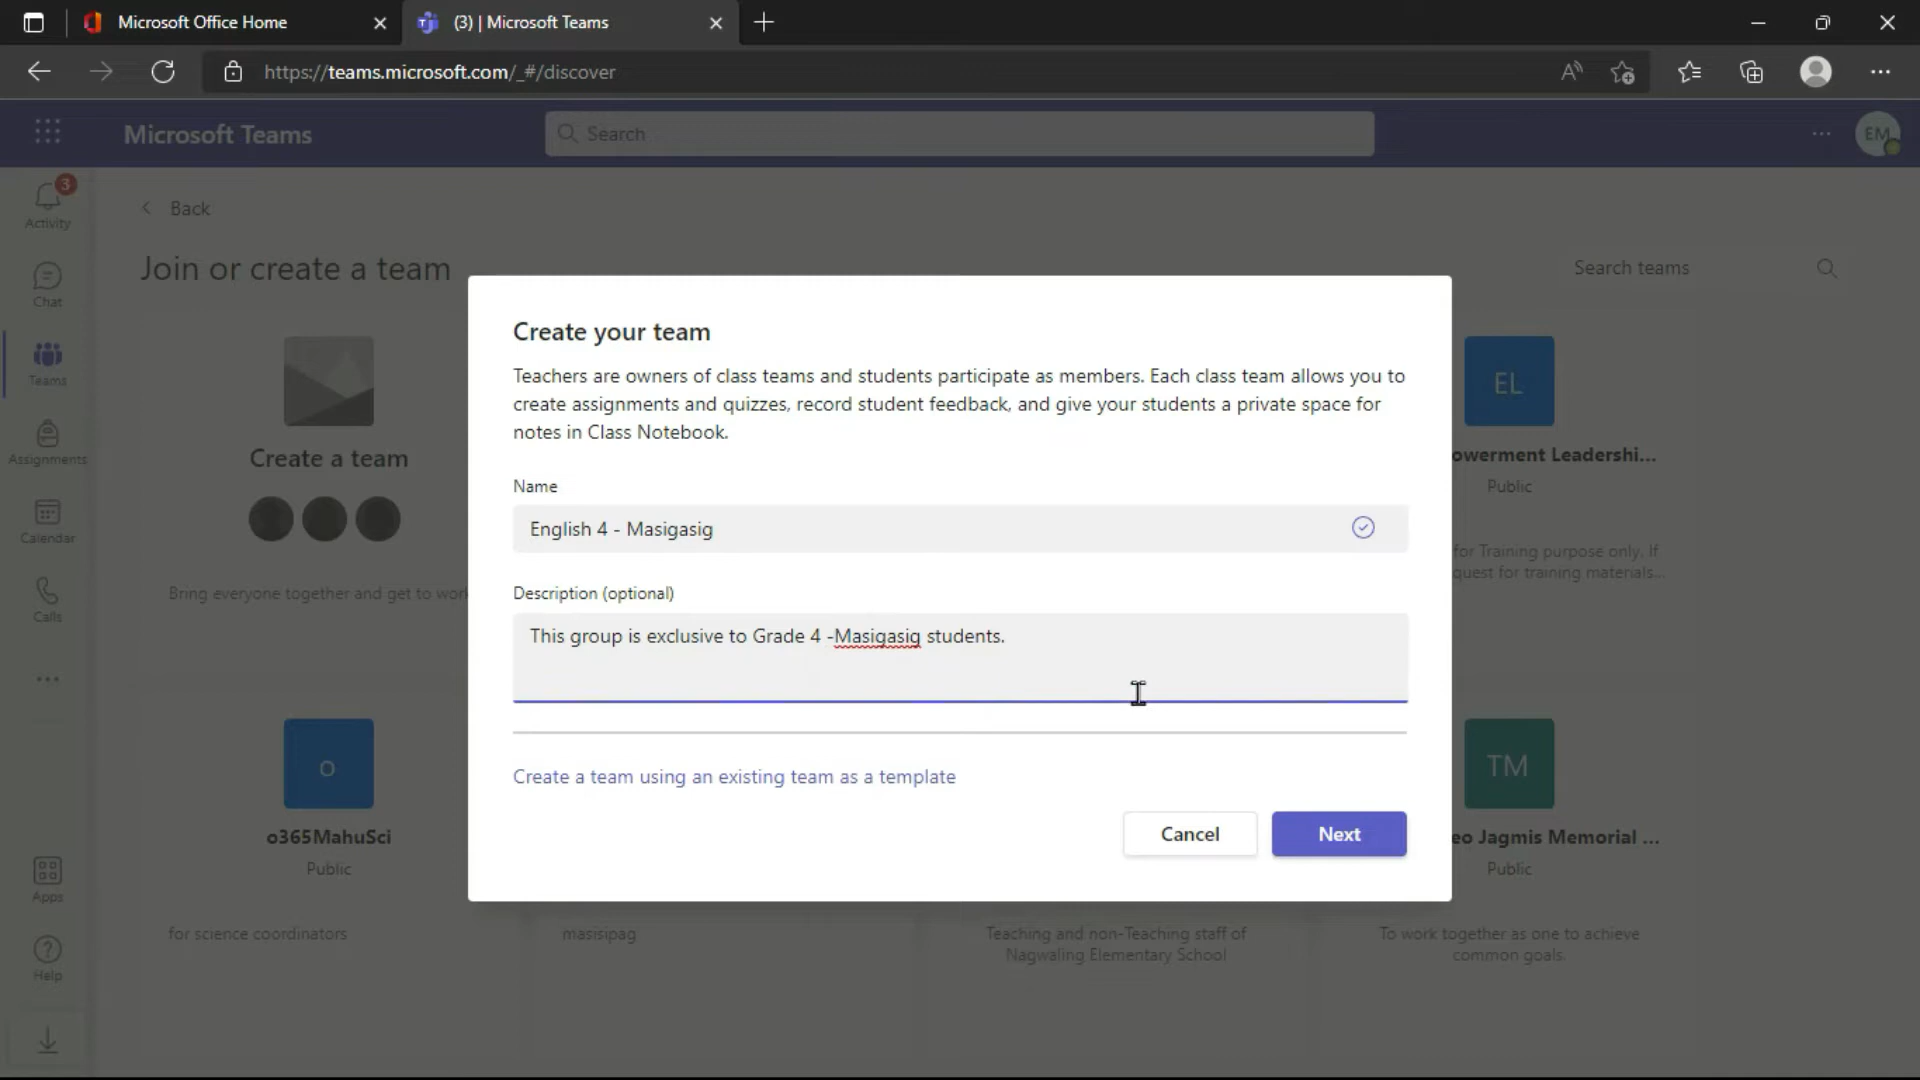 Microsoft Office Home
(3) | Microsoft Teams
https://teams.microsoft.com/_#/discover
Microsoft Teams
Search
EM
3
Activity
Chat
Teams
Assignments
Calendar
Calls
Apps
Help
Back
Join or create a team
Search teams
Create a team
Bring everyone together and get to work
EL
owerment Leadershi...
Public
for Training purpose only. If
quest for training materials...
Create your team
Teachers are owners of class teams and students participate as members. Each class team allows you to
create assignments and quizzes, record student feedback, and give your students a private space for
notes in Class Notebook.
Name
English 4 - Masigasig
Description (optional)
This group is exclusive to Grade 4 -Masigasig students.
Create a team using an existing team as a template
Cancel
Next
o
o365MahuSci
Public
for science coordinators
masisipag
Teaching and non-Teaching staff of
Nagwaling Elementary School
TM
eo Jagmis Memorial ...
Public
To work together as one to achieve
common goals.